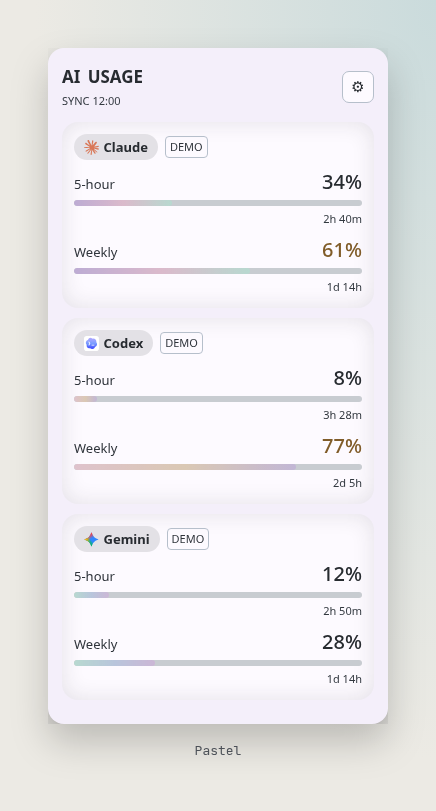 AI USAGE
SYNC 12:00
⚙
Claude DEMO
5-hour 34%
2h 40m
Weekly 61%
1d 14h
Codex DEMO
5-hour 8%
3h 28m
Weekly 77%
2d 5h
Gemini DEMO
5-hour 12%
2h 50m
Weekly 28%
1d 14h
Pastel